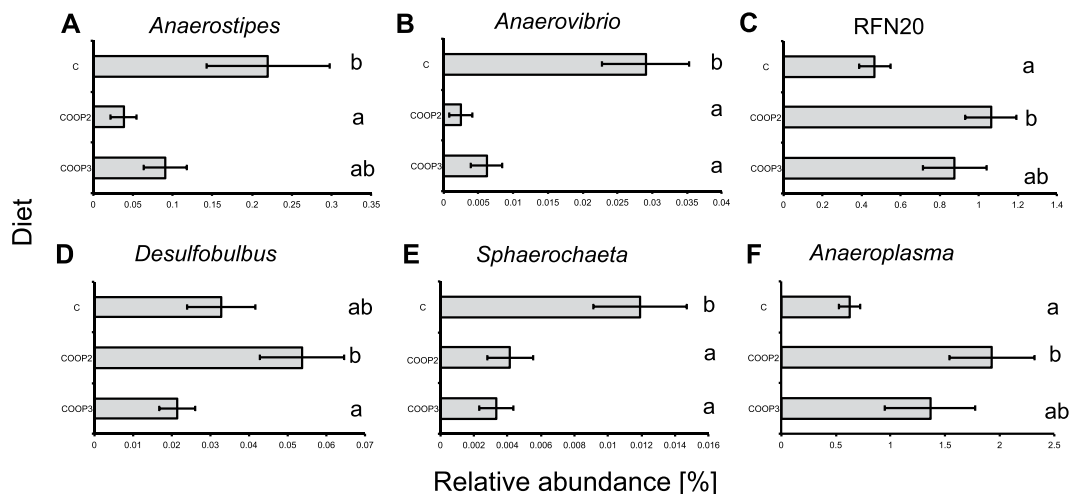 A Anaerostipes
C b
COOP2 a
COOP3 ab
0 0.05 0.1 0.15 0.2 0.25 0.3 0.35
B Anaerovibrio
C b
COOP2 a
COOP3 a
0 0.005 0.01 0.015 0.02 0.025 0.03 0.035 0.04
C RFN20
C a
COOP2 b
COOP3 ab
0 0.2 0.4 0.6 0.8 1 1.2 1.4
Diet
D Desulfobulbus
C ab
COOP2 b
COOP3 a
0 0.01 0.02 0.03 0.04 0.05 0.06 0.07
E Sphaerochaeta
C b
COOP2 a
COOP3 a
0 0.002 0.004 0.006 0.008 0.01 0.012 0.014 0.016
F Anaeroplasma
C a
COOP2 b
COOP3 ab
0 0.5 1 1.5 2 2.5
Relative abundance [%]